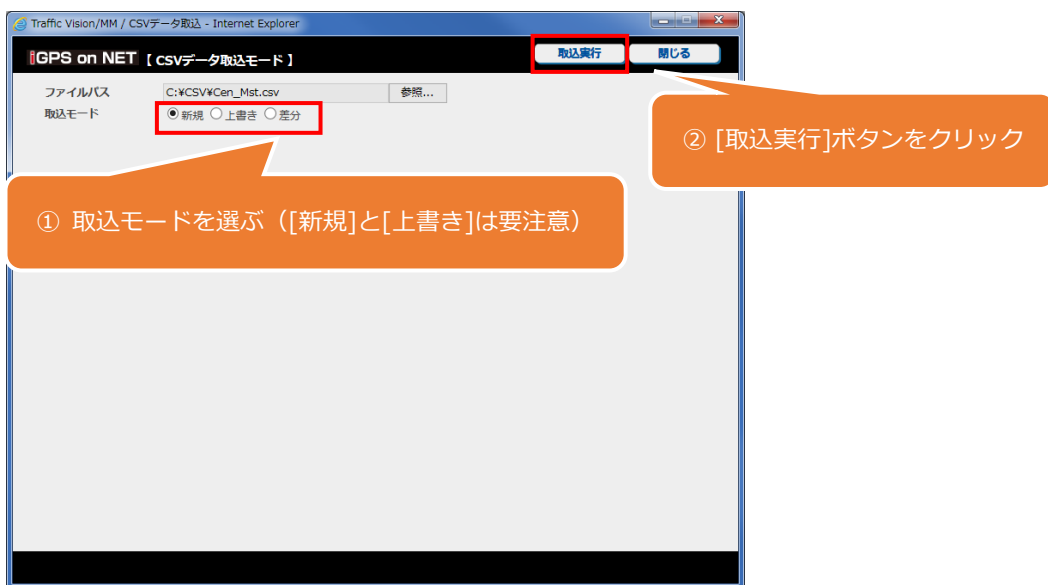 Traffic Vision/MM / CSVデータ取込 - Internet Explorer
iGPS on NET 【 CSVデータ取込モード 】 取込実行 閉じる
ファイルパス C:¥CSV¥Cen_Mst.csv 参照...
取込モード 新規 上書き 差分
② [取込実行]ボタンをクリック
① 取込モードを選ぶ（[新規]と[上書き]は要注意）